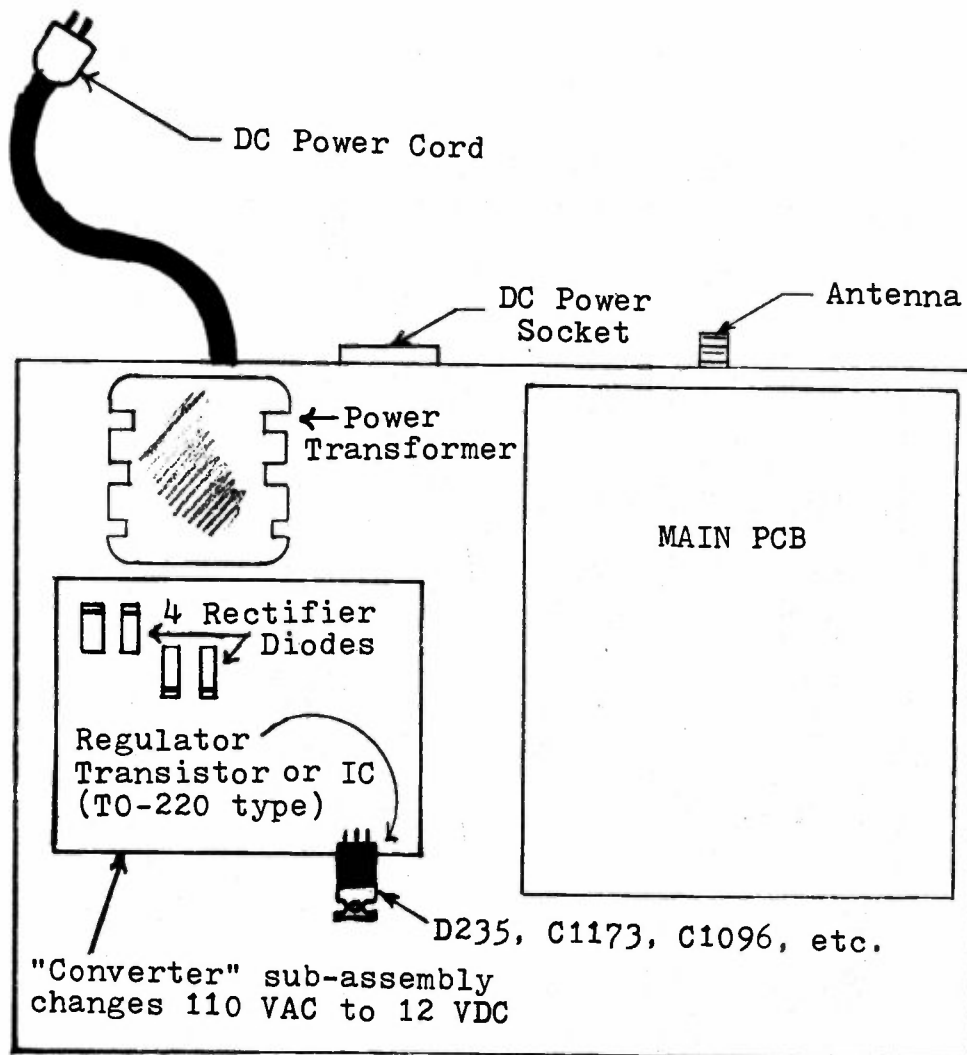 DC Power Cord
DC Power
Socket
Antenna
Power
Transformer
MAIN PCB
4 Rectifier
Diodes
Regulator
Transistor or IC
(TO-220 type)
D235, C1173, C1096, etc.
"Converter" sub-assembly
changes 110 VAC to 12 VDC